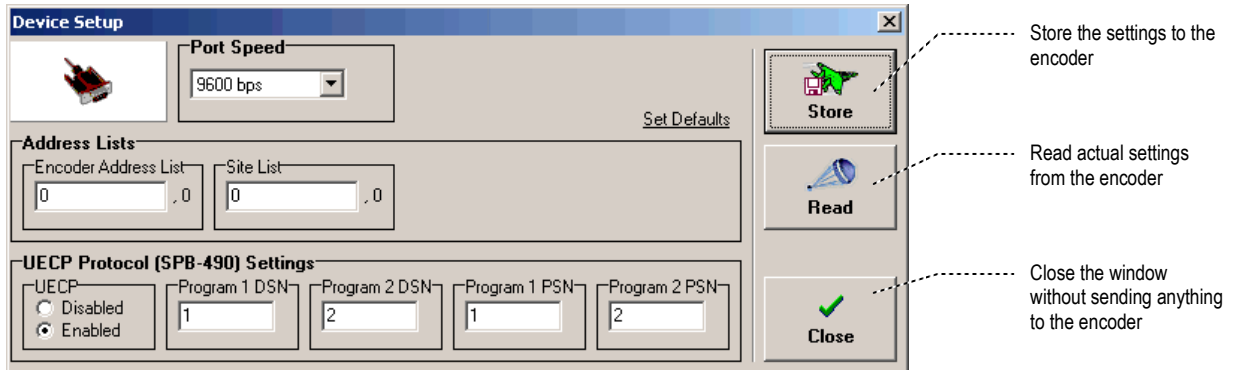 Device Setup
Port Speed
9600 bps
Set Defaults
Address Lists
Encoder Address List
0 , 0
Site List
0 , 0
UECP Protocol (SPB-490) Settings
UECP
Disabled
Enabled
Program 1 DSN
1
Program 2 DSN
2
Program 1 PSN
1
Program 2 PSN
2
Store
Read
Close
Store the settings to the
encoder
Read actual settings
from the encoder
Close the window
without sending anything
to the encoder